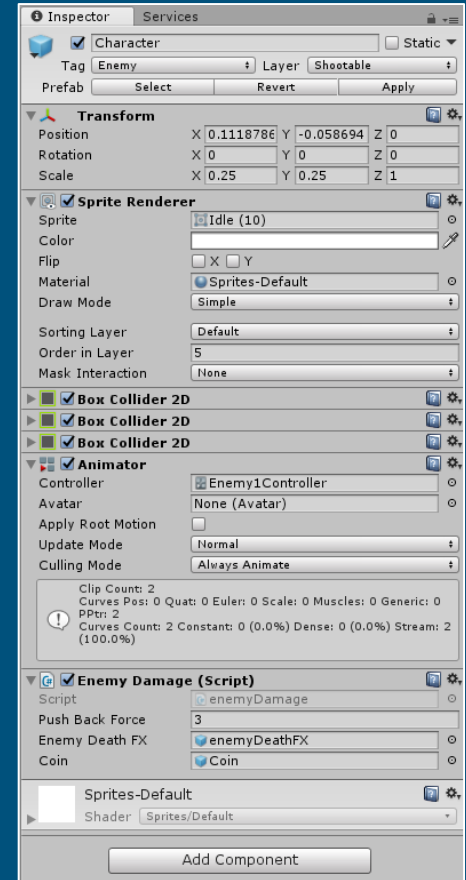 Inspector Services
Character Static
Tag Enemy Layer Shootable
Prefab Select Revert Apply
Transform
Position X 0.1118786 Y -0.058694 Z 0
Rotation X 0 Y 0 Z 0
Scale X 0.25 Y 0.25 Z 1
Sprite Renderer
Sprite Idle (10)
Color
Flip X Y
Material Sprites-Default
Draw Mode Simple
Sorting Layer Default
Order in Layer 5
Mask Interaction None
Box Collider 2D
Box Collider 2D
Box Collider 2D
Animator
Controller Enemy1Controller
Avatar None (Avatar)
Apply Root Motion
Update Mode Normal
Culling Mode Always Animate
Clip Count: 2
Curves Pos: 0 Quat: 0 Euler: 0 Scale: 0 Muscles: 0 Generic: 0
PPtr: 2
Curves Count: 2 Constant: 0 (0.0%) Dense: 0 (0.0%) Stream: 2
(100.0%)
Enemy Damage (Script)
Script enemyDamage
Push Back Force 3
Enemy Death FX enemyDeathFX
Coin Coin
Sprites-Default
Shader Sprites/Default
Add Component